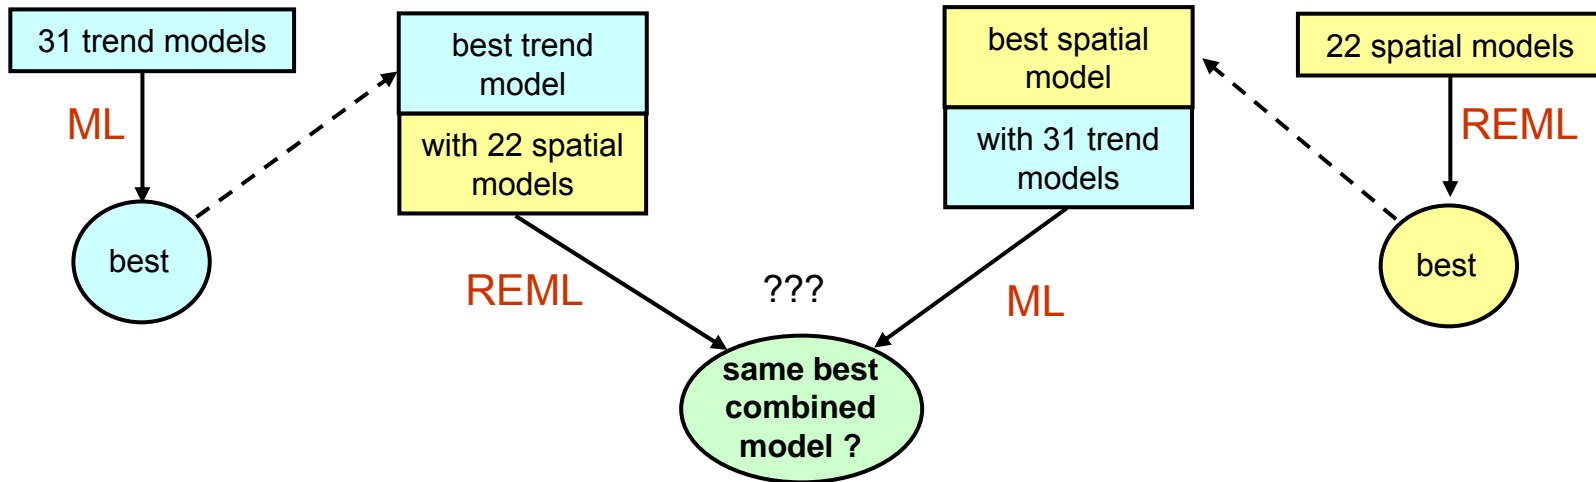 31 trend models
ML
best
best trend
model
with 22 spatial
models
REML
???
best spatial
model
with 31 trend
models
ML
22 spatial models
REML
best
same best
combined
model ?